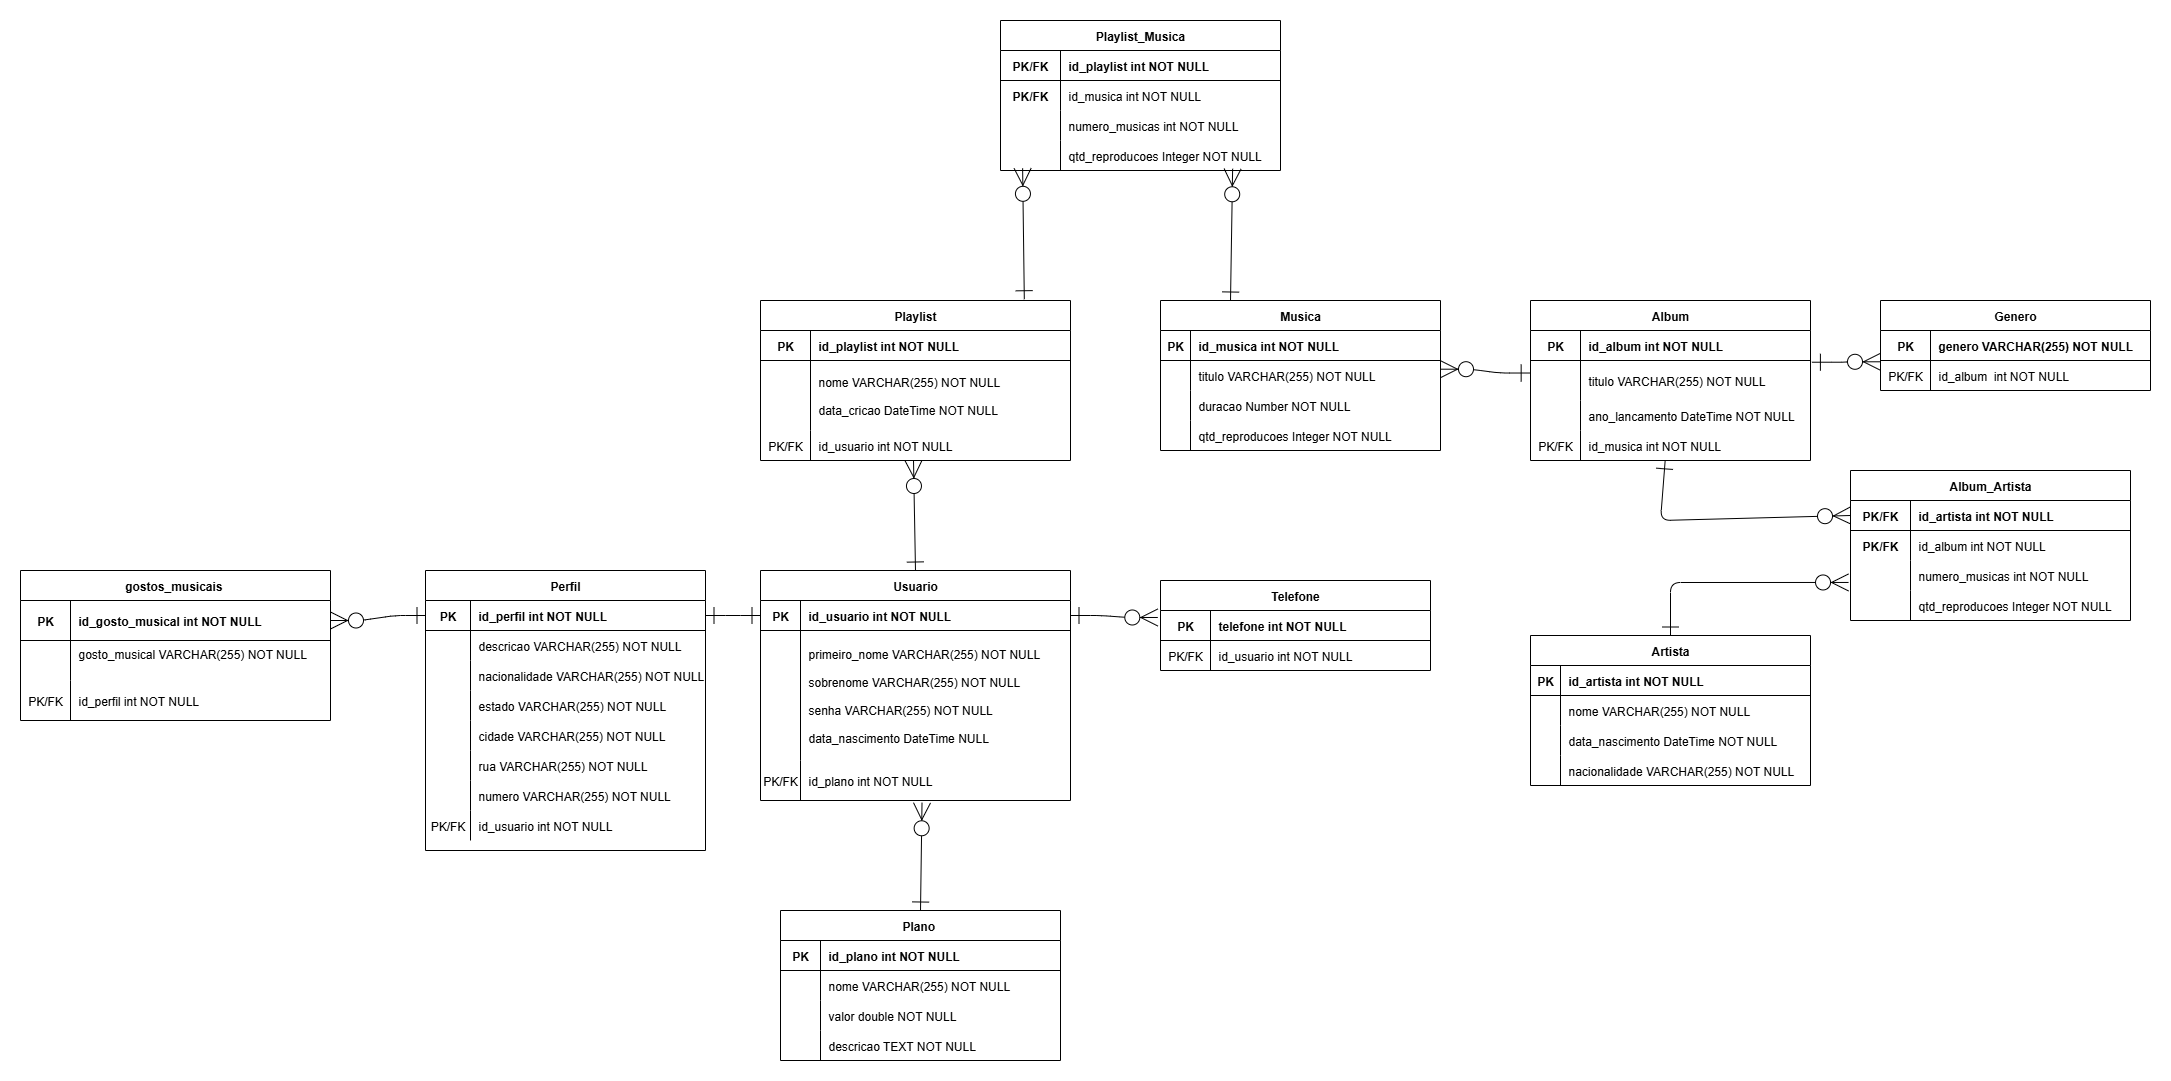 Playlist_Musica
PK/FK id_playlist int NOT NULL
PK/FK id_musica int NOT NULL
numero_musicas int NOT NULL
qtd_reproducoes Integer NOT NULL
Playlist
PK id_playlist int NOT NULL
nome VARCHAR(255) NOT NULL
data_cricao DateTime NOT NULL
PK/FK id_usuario int NOT NULL
Musica
PK id_musica int NOT NULL
titulo VARCHAR(255) NOT NULL
duracao Number NOT NULL
qtd_reproducoes Integer NOT NULL
Album
PK id_album int NOT NULL
titulo VARCHAR(255) NOT NULL
ano_lancamento DateTime NOT NULL
PK/FK id_musica int NOT NULL
Genero
PK genero VARCHAR(255) NOT NULL
PK/FK id_album int NOT NULL
Album_Artista
PK/FK id_artista int NOT NULL
PK/FK id_album int NOT NULL
numero_musicas int NOT NULL
qtd_reproducoes Integer NOT NULL
gostos_musicais
PK id_gosto_musical int NOT NULL
gosto_musical VARCHAR(255) NOT NULL
PK/FK id_perfil int NOT NULL
Perfil
PK id_perfil int NOT NULL
descricao VARCHAR(255) NOT NULL
nacionalidade VARCHAR(255) NOT NULL
estado VARCHAR(255) NOT NULL
cidade VARCHAR(255) NOT NULL
rua VARCHAR(255) NOT NULL
numero VARCHAR(255) NOT NULL
PK/FK id_usuario int NOT NULL
Usuario
PK id_usuario int NOT NULL
primeiro_nome VARCHAR(255) NOT NULL
sobrenome VARCHAR(255) NOT NULL
senha VARCHAR(255) NOT NULL
data_nascimento DateTime NULL
PK/FK id_plano int NOT NULL
Telefone
PK telefone int NOT NULL
PK/FK id_usuario int NOT NULL
Artista
PK id_artista int NOT NULL
nome VARCHAR(255) NOT NULL
data_nascimento DateTime NOT NULL
nacionalidade VARCHAR(255) NOT NULL
Plano
PK id_plano int NOT NULL
nome VARCHAR(255) NOT NULL
valor double NOT NULL
descricao TEXT NOT NULL